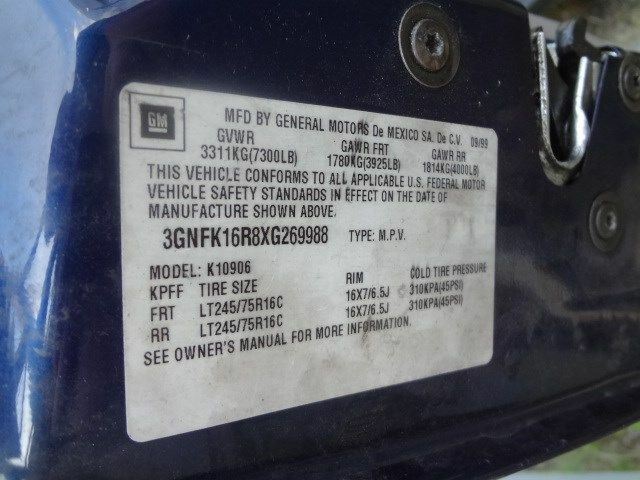 GM
MFD BY GENERAL MOTORS De MEXICO SA. De C.V. 09/99
GVWR GAWR FRT GAWR RR
3311KG(7300LB) 1780KG(3925LB) 1814KG(4000LB)
THIS VEHICLE CONFORMS TO ALL APPLICABLE U.S. FEDERAL MOTOR
VEHICLE SAFETY STANDARDS IN EFFECT ON THE DATE OF
MANUFACTURE SHOWN ABOVE.
3GNFK16R8XG269988 TYPE: M.P.V.
MODEL: K10906
KPFF TIRE SIZE RIM COLD TIRE PRESSURE
FRT LT245/75R16C 16X7/6.5J 310KPA(45PSI)
RR LT245/75R16C 16X7/6.5J 310KPA(45PSI)
SEE OWNER'S MANUAL FOR MORE INFORMATION.